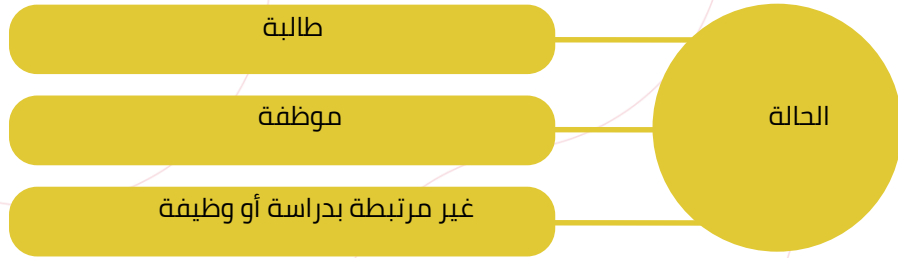 الحالة
طالبة
موظفة
غير مرتبطة بدراسة أو وظيفة